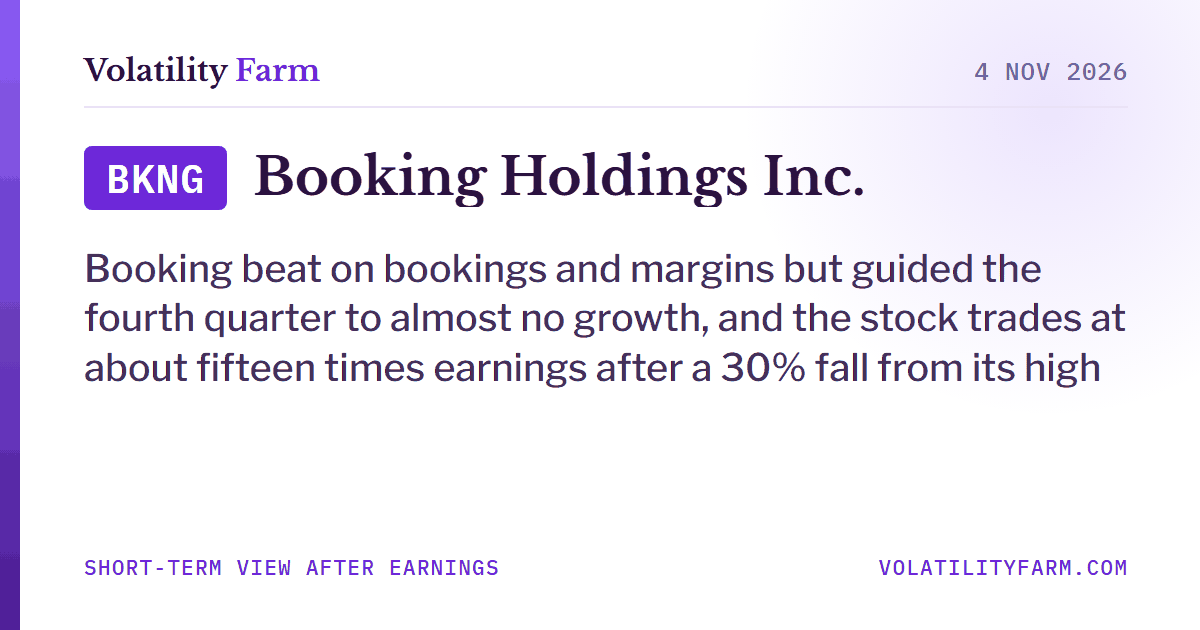 Volatility Farm
4 NOV 2026
BKNG
Booking Holdings Inc.
Booking beat on bookings and margins but guided the
fourth quarter to almost no growth, and the stock trades at
about fifteen times earnings after a 30% fall from its high
SHORT-TERM VIEW AFTER EARNINGS
VOLATILITYFARM.COM